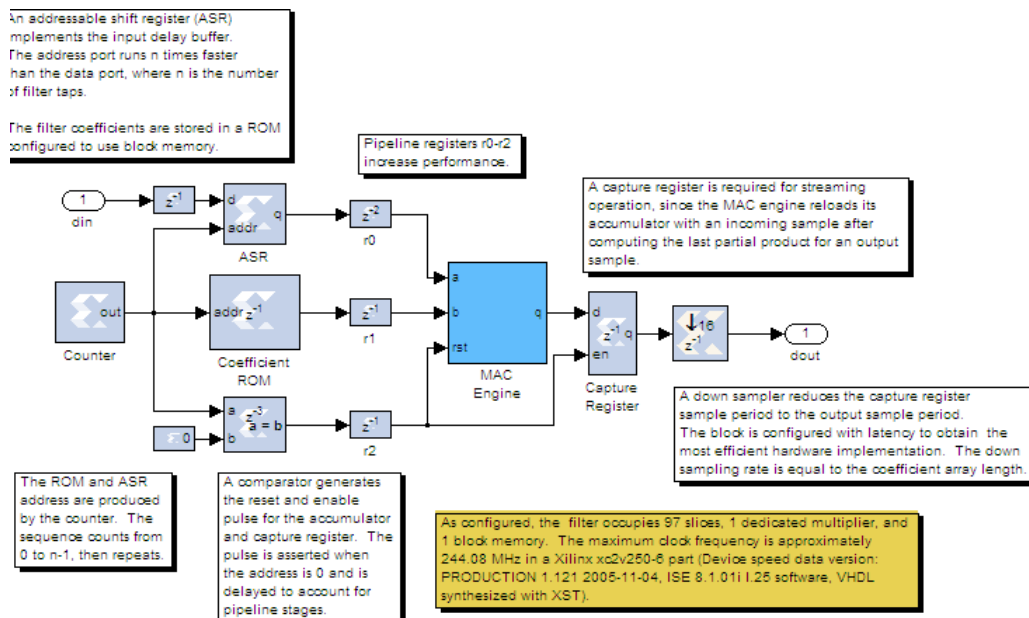 An addressable shift register (ASR)
implements the input delay buffer.
The address port runs n times faster
than the data port, where n is the number
of filter taps.
The filter coefficients are stored in a ROM
configured to use block memory.
Pipeline registers r0-r2
increase performance.
A capture register is required for streaming
operation, since the MAC engine reloads its
accumulator with an incoming sample after
computing the last partial product for an output
sample.
1
din
z-1
d
addr
q
ASR
z-2
r0
out
Counter
addr
z-1
Coefficient
ROM
z-1
r1
a
b
rst
q
MAC
Engine
d
en
z-1
q
Capture
Register
↓16
z-1
1
dout
0
a
b
z-3
a = b
z-1
r2
A down sampler reduces the capture register
sample period to the output sample period.
The block is configured with latency to obtain the
most efficient hardware implementation. The down
sampling rate is equal to the coefficient array length.
The ROM and ASR
address are produced
by the counter. The
sequence counts from
0 to n-1, then repeats.
A comparator generates
the reset and enable
pulse for the accumulator
and capture register. The
pulse is asserted when
the address is 0 and is
delayed to account for
pipeline stages.
As configured, the filter occupies 97 slices, 1 dedicated multiplier, and
1 block memory. The maximum clock frequency is approximately
244.08 MHz in a Xilinx xc2v250-6 part (Device speed data version:
PRODUCTION 1.121 2005-11-04, ISE 8.1.01i I.25 software, VHDL
synthesized with XST).